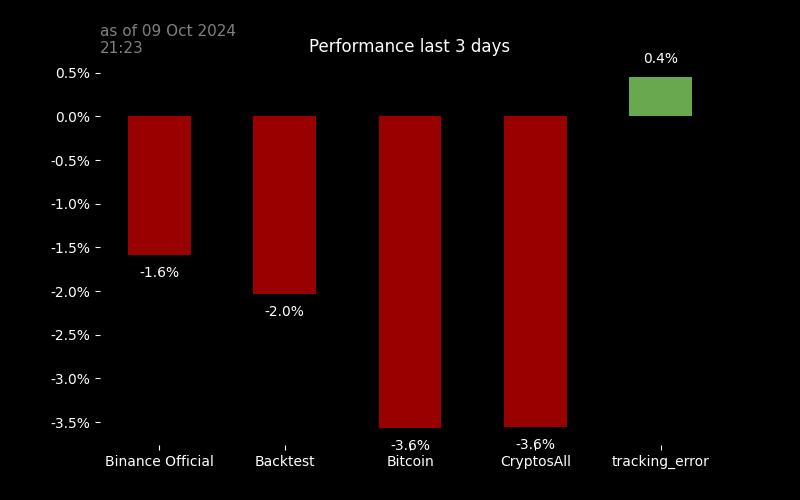 as of 09 Oct 2024
21:23
Performance last 3 days
0.5%
0.0%
-0.5%
-1.0%
-1.5%
-2.0%
-2.5%
-3.0%
-3.5%
-1.6%
-2.0%
-3.6%
-3.6%
0.4%
Binance Official
Backtest
Bitcoin
CryptosAll
tracking_error